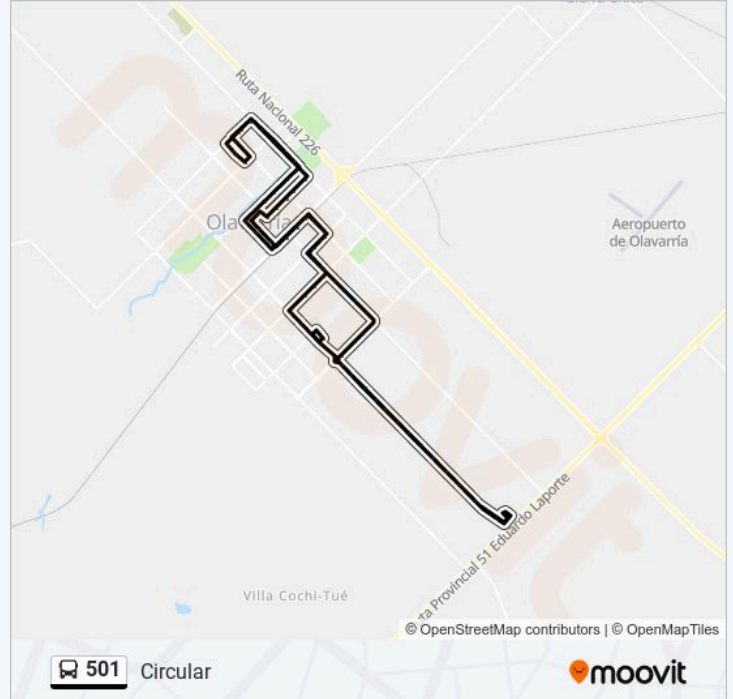 Ruta Nacional 226
Olavarría
Aeropuerto
de Olavarría
Ruta Provincial 51 Eduardo Laporte
Villa Cochi-Tué
© OpenStreetMap contributors | © OpenMapTiles
501 Circular
moovit